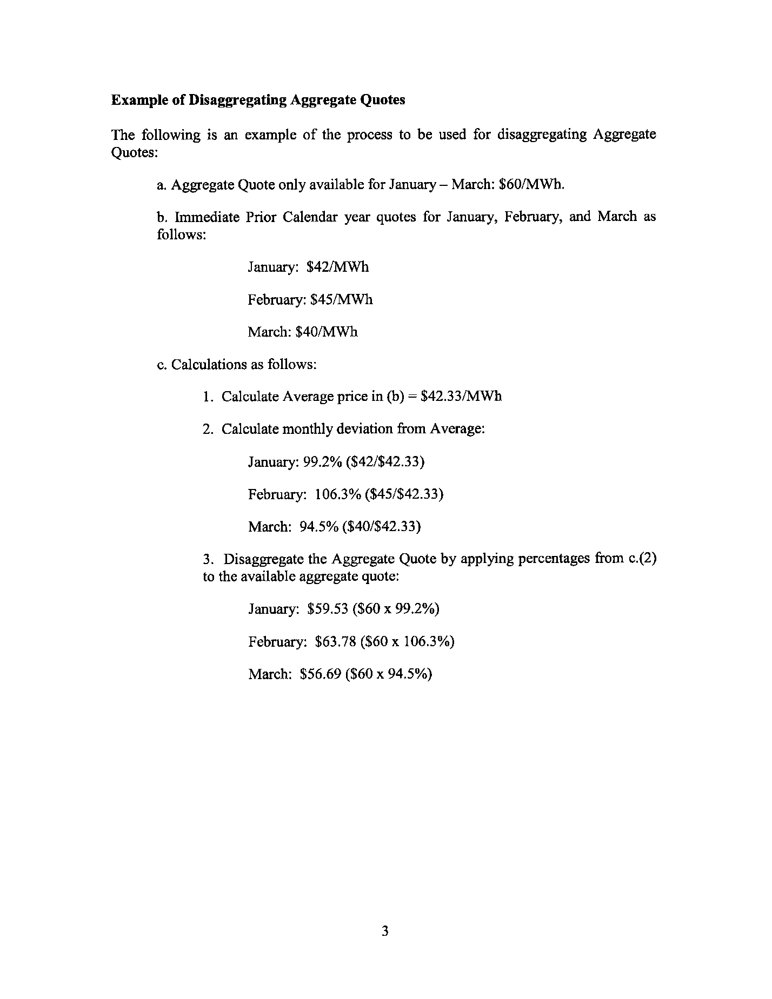 Example of Disaggregating Aggregate Quotes
The following is an example of the process to be used for disaggregating Aggregate
Quotes:
a. Aggregate Quote only available for January – March: $60/MWh.
b. Immediate Prior Calendar year quotes for January, February, and March as
follows:
January: $42/MWh
February: $45/MWh
March: $40/MWh
c. Calculations as follows:
1. Calculate Average price in (b) = $42.33/MWh
2. Calculate monthly deviation from Average:
January: 99.2% ($42/$42.33)
February: 106.3% ($45/$42.33)
March: 94.5% ($40/$42.33)
3. Disaggregate the Aggregate Quote by applying percentages from c.(2)
to the available aggregate quote:
January: $59.53 ($60 x 99.2%)
February: $63.78 ($60 x 106.3%)
March: $56.69 ($60 x 94.5%)
3